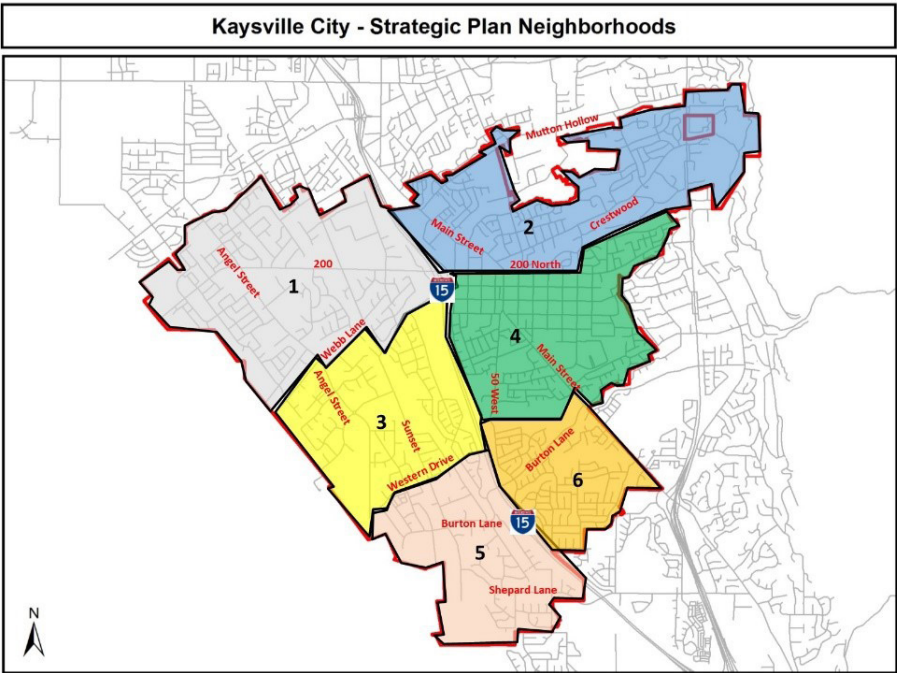 Kaysville City - Strategic Plan Neighborhoods
Mutton Hollow
Crestwood
Main Street
2
200 North
Angel Street
200
1
15
4
Webb Lane
Main Street
50 West
Angel Street
3
Sunset
Burton Lane
Western Drive
6
Burton Lane
15
5
Shepard Lane
N